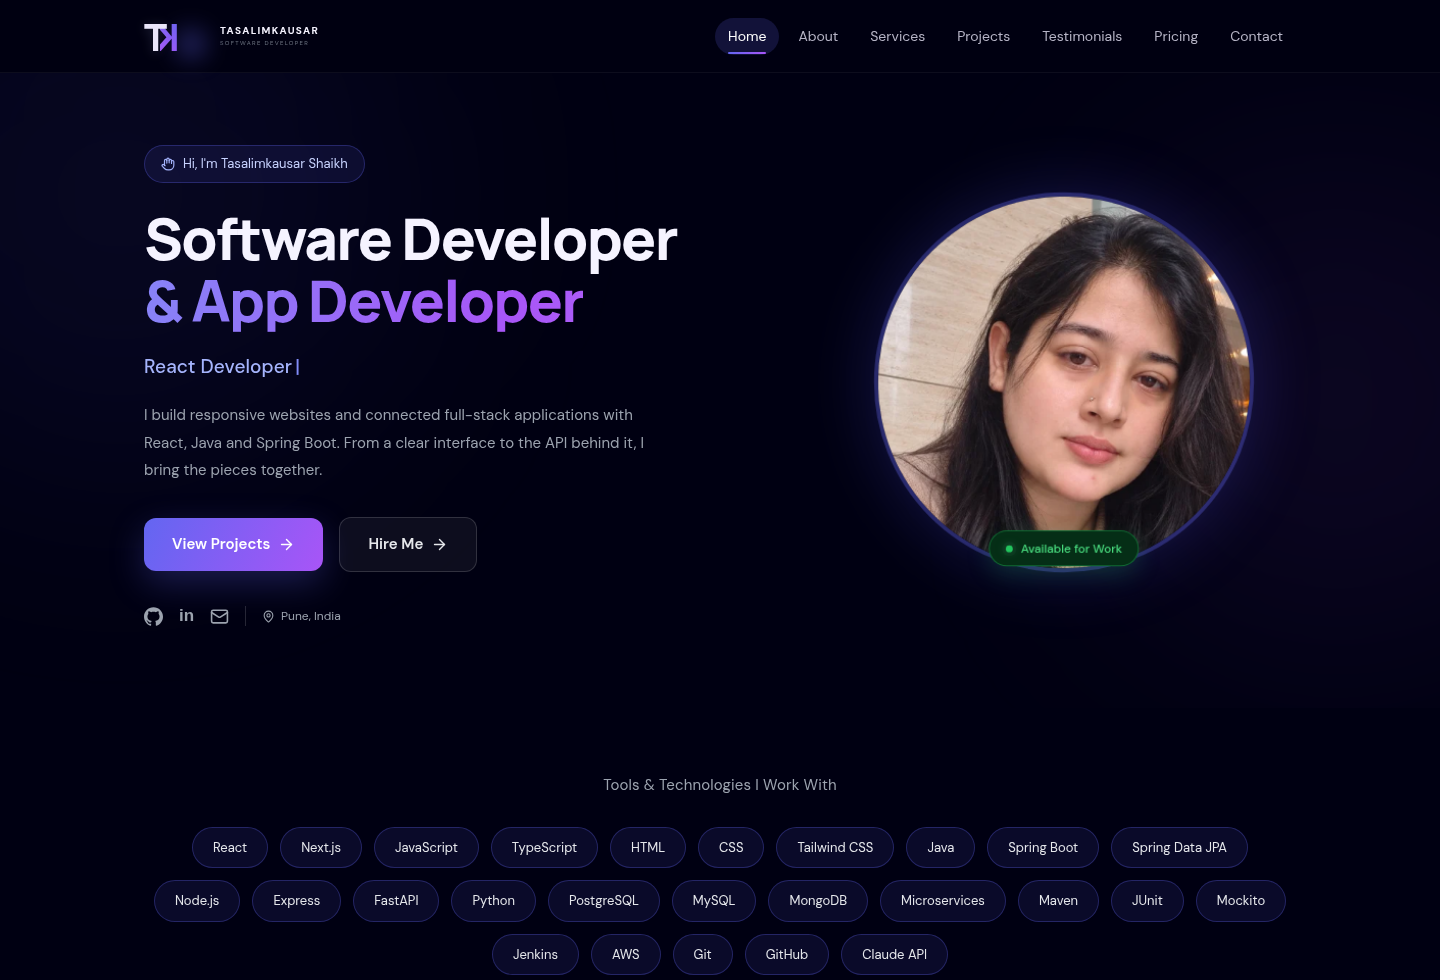 TK
TASALIMKAUSAR
SOFTWARE DEVELOPER
Home About Services Projects Testimonials Pricing Contact
Hi, I'm Tasalimkausar Shaikh
Software Developer
& App Developer
React Developer|
I build responsive websites and connected full-stack applications with
React, Java and Spring Boot. From a clear interface to the API behind it, I
bring the pieces together.
View Projects → Hire Me →
in Pune, India
Available for Work
Tools & Technologies I Work With
React Next.js JavaScript TypeScript HTML CSS Tailwind CSS Java Spring Boot Spring Data JPA
Node.js Express FastAPI Python PostgreSQL MySQL MongoDB Microservices Maven JUnit Mockito
Jenkins AWS Git GitHub Claude API